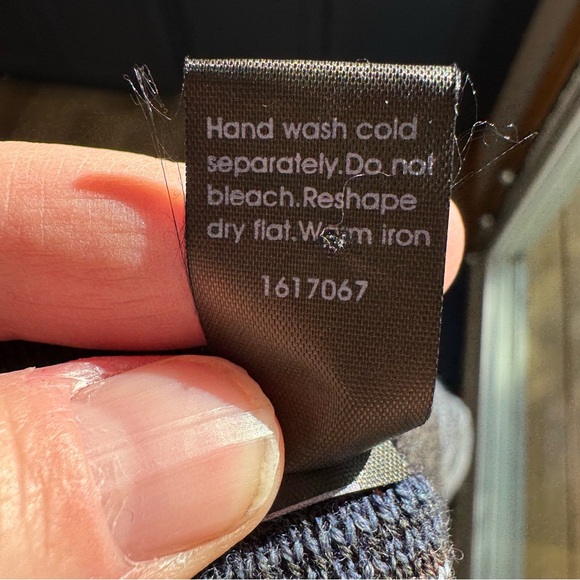 Hand wash cold
separately.Do not
bleach.Reshape
dry flat.Warm iron
1617067